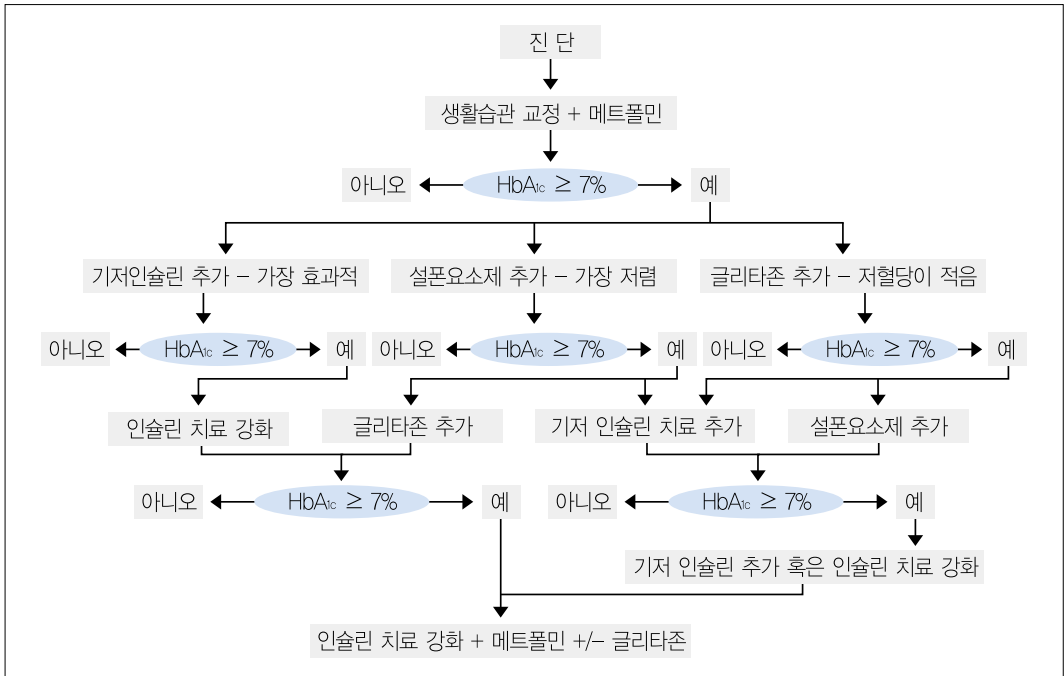 진 단
생활습관 교정 + 메트폴민
아니오 HbA1c ≥ 7% 예
기저인슐린 추가 – 가장 효과적 설폰요소제 추가 – 가장 저렴 글리타존 추가 – 저혈당이 적음
아니오 HbA1c ≥ 7% 예 아니오 HbA1c ≥ 7% 예 아니오 HbA1c ≥ 7% 예
인슐린 치료 강화 글리타존 추가 기저 인슐린 치료 추가 설폰요소제 추가
아니오 HbA1c ≥ 7% 예 아니오 HbA1c ≥ 7% 예
기저 인슐린 추가 혹은 인슐린 치료 강화
인슐린 치료 강화 + 메트폴민 +/− 글리타존